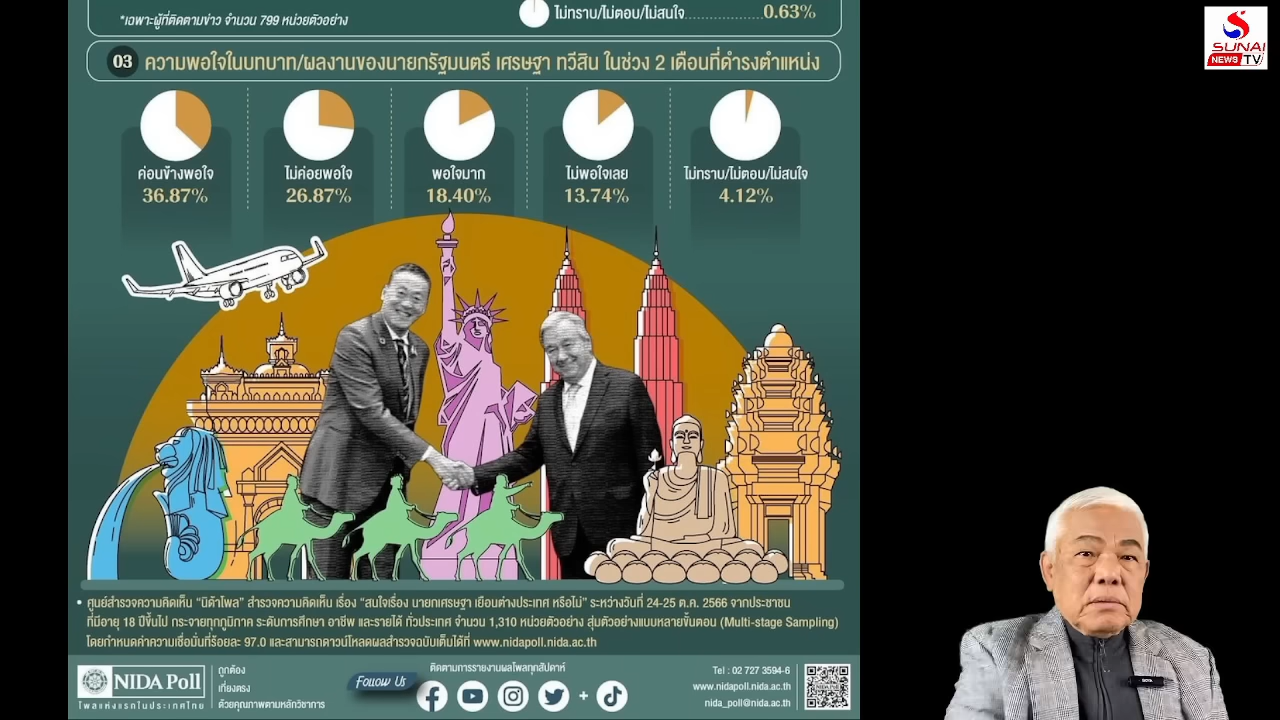 *เฉพาะผู้ที่ติดตามข่าว จำนวน 799 หน่วยตัวอย่าง
ไม่ทราบ/ไม่ตอบ/ไม่สนใจ 0.63%
03 ความพอใจในบทบาท/ผลงานของนายกรัฐมนตรี เศรษฐา ทวีสิน ในช่วง 2 เดือนที่ดำรงตำแหน่ง
ค่อนข้างพอใจ
36.87%
ไม่ค่อยพอใจ
26.87%
พอใจมาก
18.40%
ไม่พอใจเลย
13.74%
ไม่ทราบ/ไม่ตอบ/ไม่สนใจ
4.12%
• ศูนย์สำรวจความคิดเห็น “นิด้าโพล” สำรวจความคิดเห็น เรื่อง “สนใจเรื่อง นายกเศรษฐา เยือนต่างประเทศ หรือไม่” ระหว่างวันที่ 24-25 ต.ค. 2566 จากประชาชน
ที่มีอายุ 18 ปีขึ้นไป กระจายทุกภูมิภาค ระดับการศึกษา อาชีพ และรายได้ ทั่วประเทศ จำนวน 1,310 หน่วยตัวอย่าง สุ่มตัวอย่างแบบหลายขั้นตอน (Multi-stage Sampling)
โดยกำหนดค่าความเชื่อมั่นที่ร้อยละ 97.0 และสามารถดาวน์โหลดผลสำรวจฉบับเต็มได้ที่ www.nidapoll.nida.ac.th
NIDA Poll
โพลแห่งแรกในประเทศไทย
ถูกต้อง
เที่ยงตรง
ด้วยคุณภาพตามหลักวิชาการ
Follow Us
ติดตามการรายงานผลโพลทุกสัปดาห์
+
Tel : 02 727 3594-6
www.nidapoll.nida.ac.th
nida_poll@nida.ac.th
SUNAI
NEWS TV